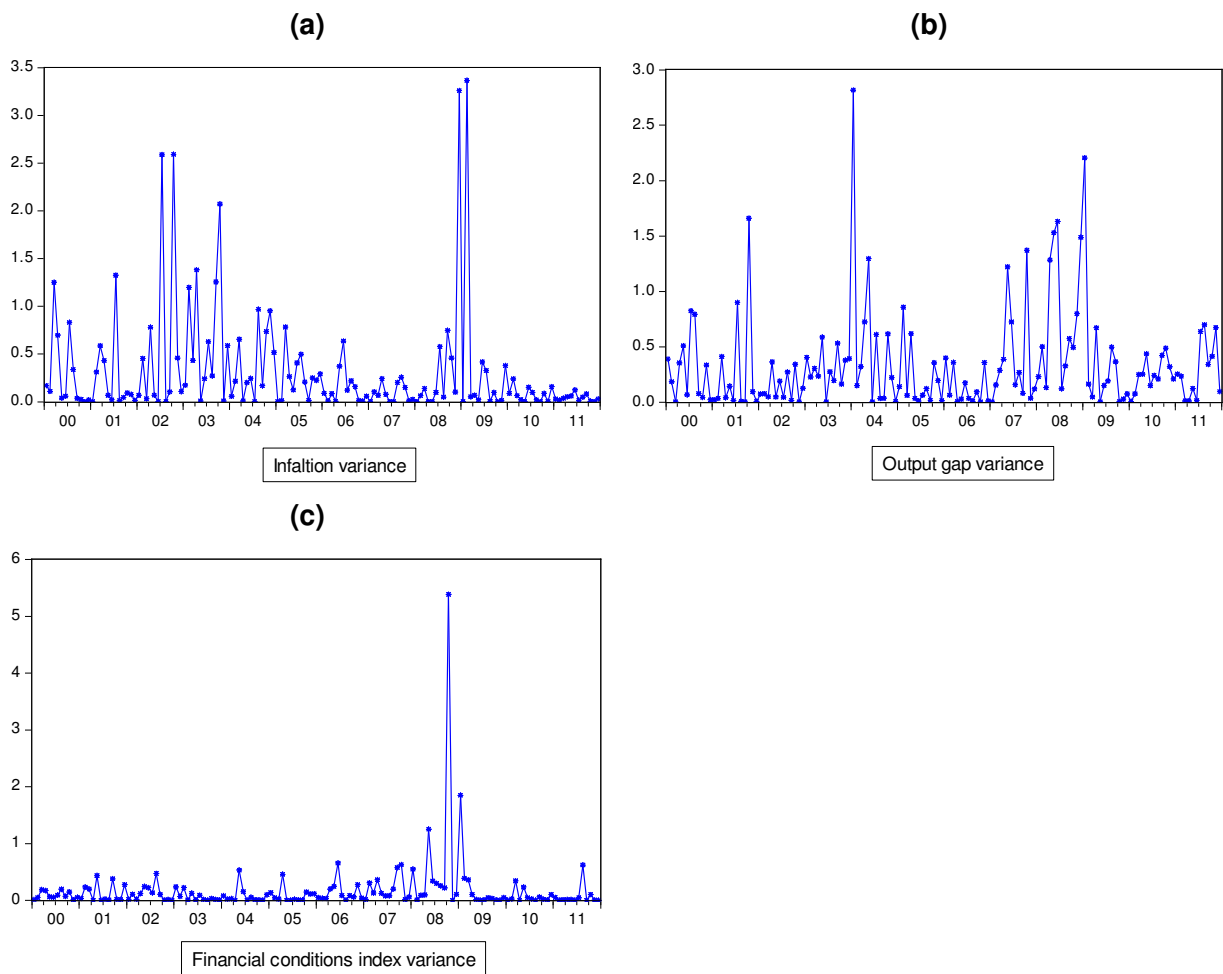 (a)
3.5
3.0
2.5
2.0
1.5
1.0
0.5
0.0
00 01 02 03 04 05 06 07 08 09 10 11
Infaltion variance
(b)
3.0
2.5
2.0
1.5
1.0
0.5
0.0
00 01 02 03 04 05 06 07 08 09 10 11
Output gap variance
(c)
6
5
4
3
2
1
0
00 01 02 03 04 05 06 07 08 09 10 11
Financial conditions index variance